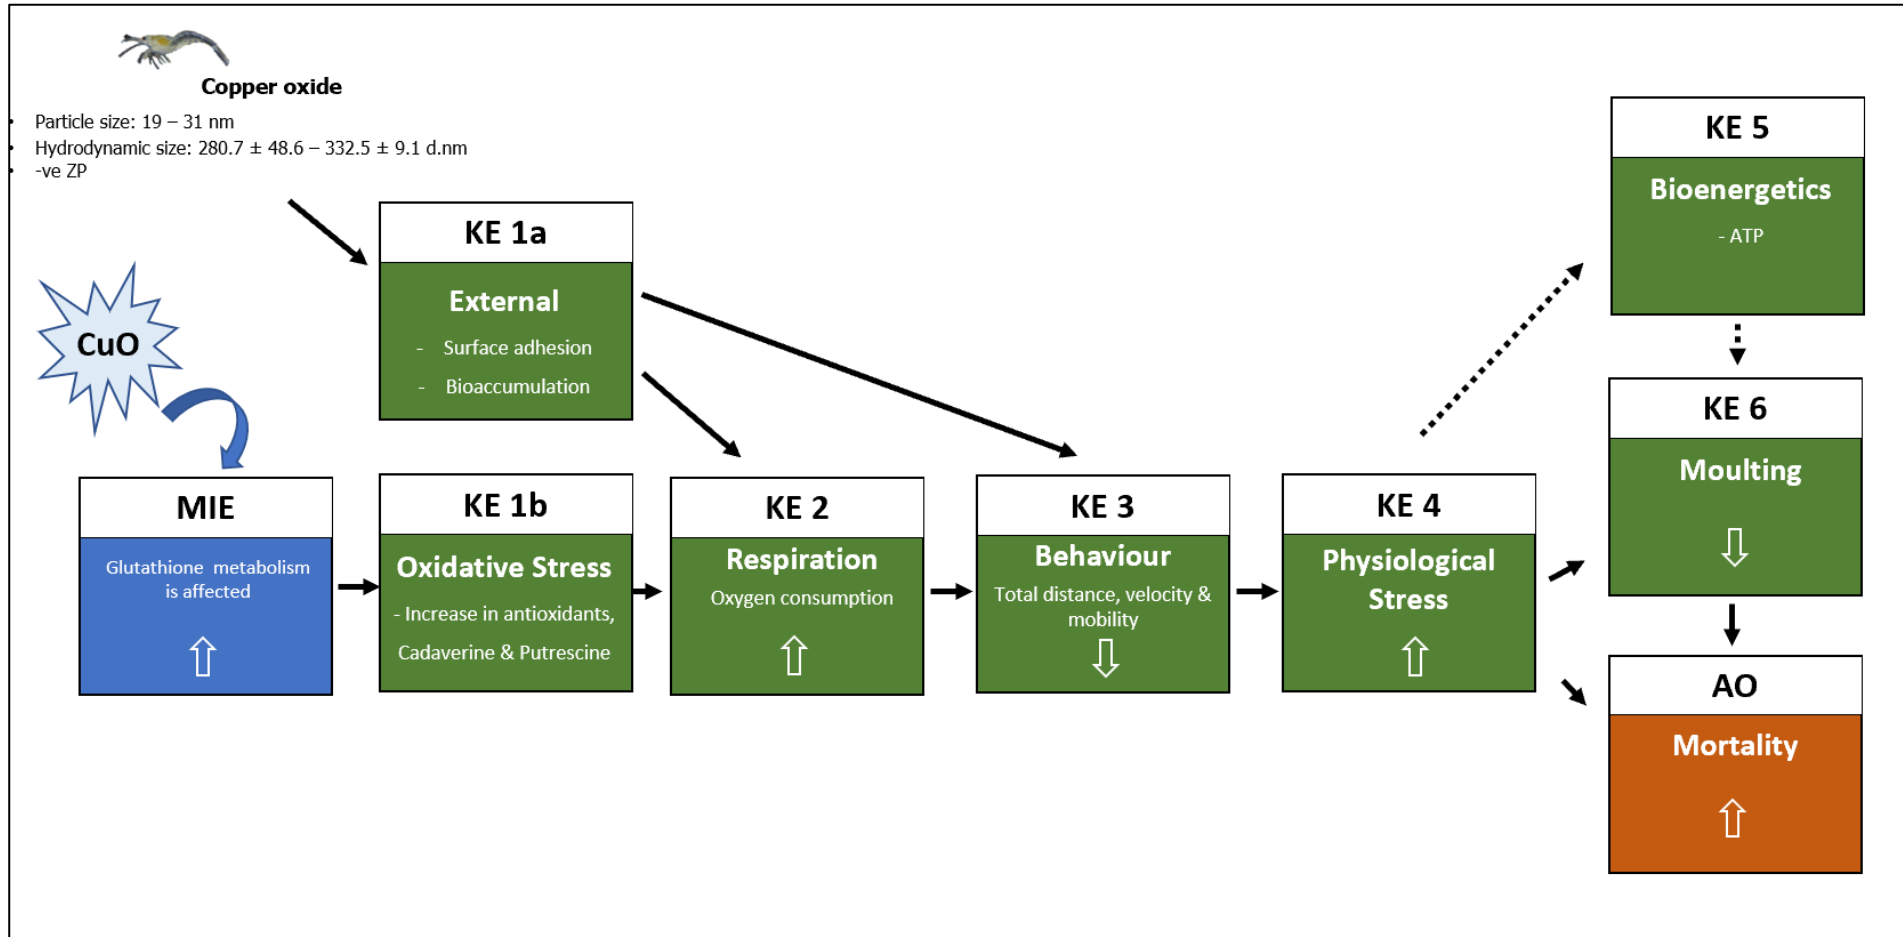 Copper oxide
• Particle size: 19 – 31 nm
• Hydrodynamic size: 280.7 ± 48.6 – 332.5 ± 9.1 d.nm
• -ve ZP
CuO
MIE
Glutathione metabolism
is affected
KE 1a
External
- Surface adhesion
- Bioaccumulation
KE 1b
Oxidative Stress
- Increase in antioxidants,
Cadaverine & Putrescine
KE 2
Respiration
Oxygen consumption
KE 3
Behaviour
Total distance, velocity &
mobility
KE 4
Physiological
Stress
KE 5
Bioenergetics
- ATP
KE 6
Moulting
AO
Mortality